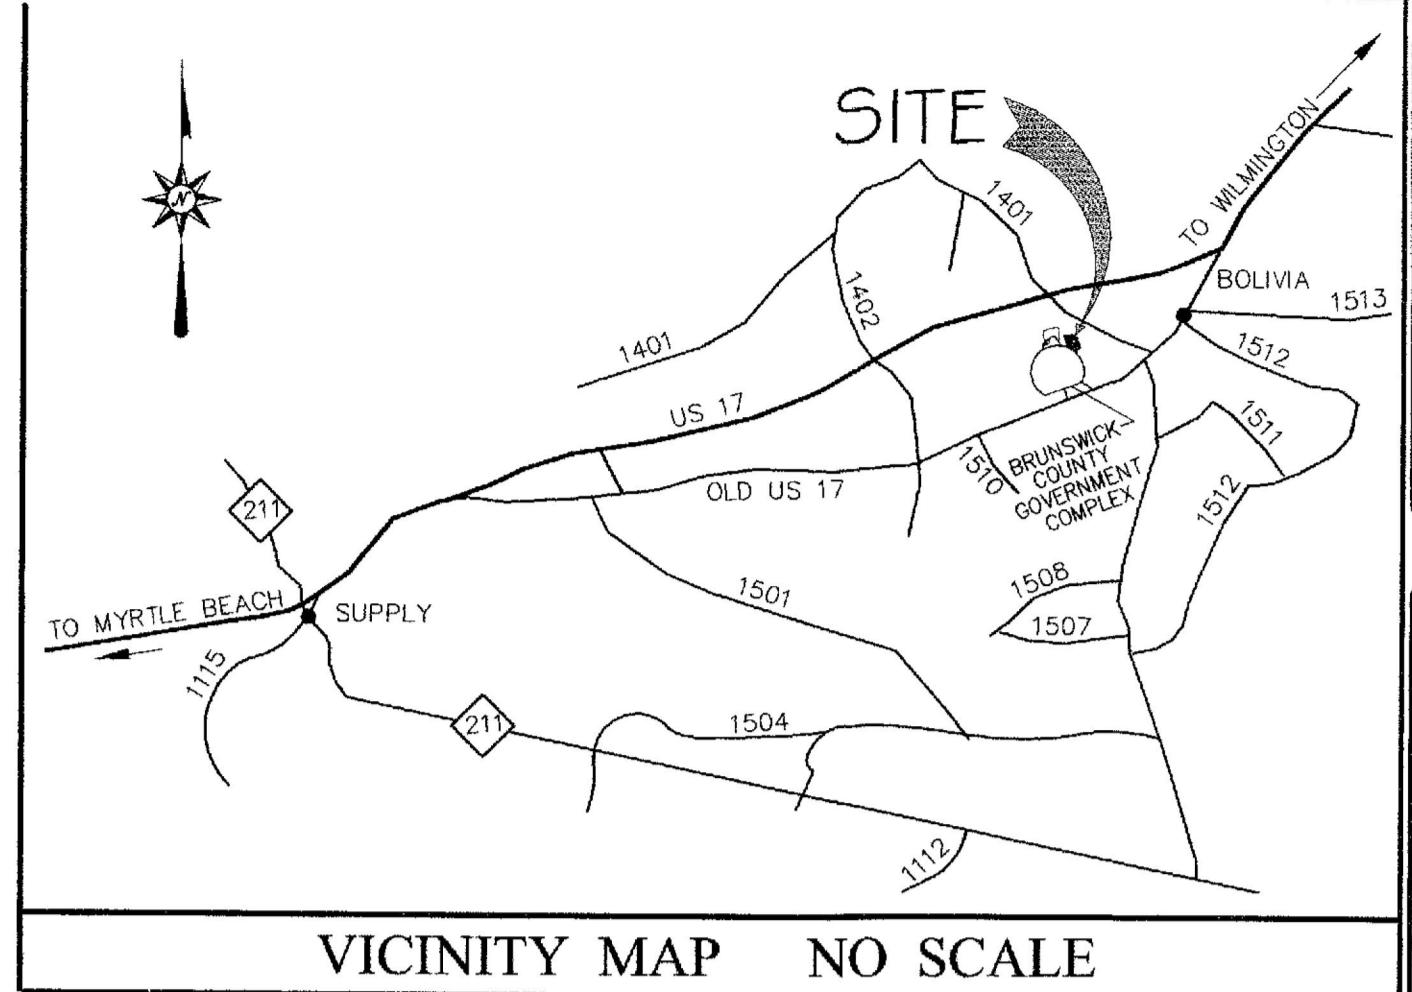 SITE
N
TO WILMINGTON
1401
BOLIVIA
1513
1402
1512
1401
US 17
1511
BRUNSWICK
COUNTY
GOVERNMENT
COMPLEX
1510
OLD US 17
1512
211
1508
1501
TO MYRTLE BEACH
SUPPLY
1507
1115
211
1504
1112
VICINITY MAP NO SCALE